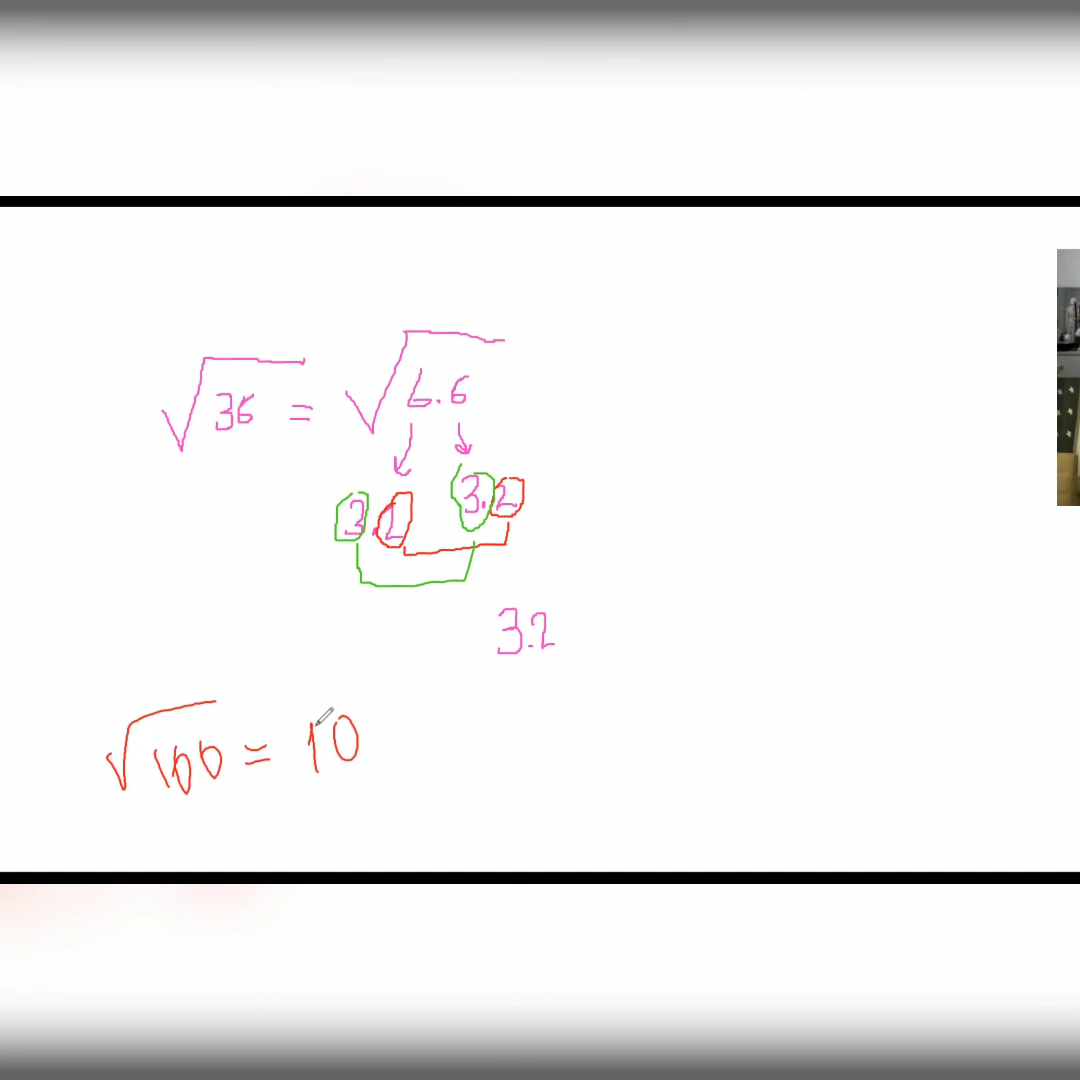 √36 = √6.6
3.2 3.2
3.2
√100 = 10